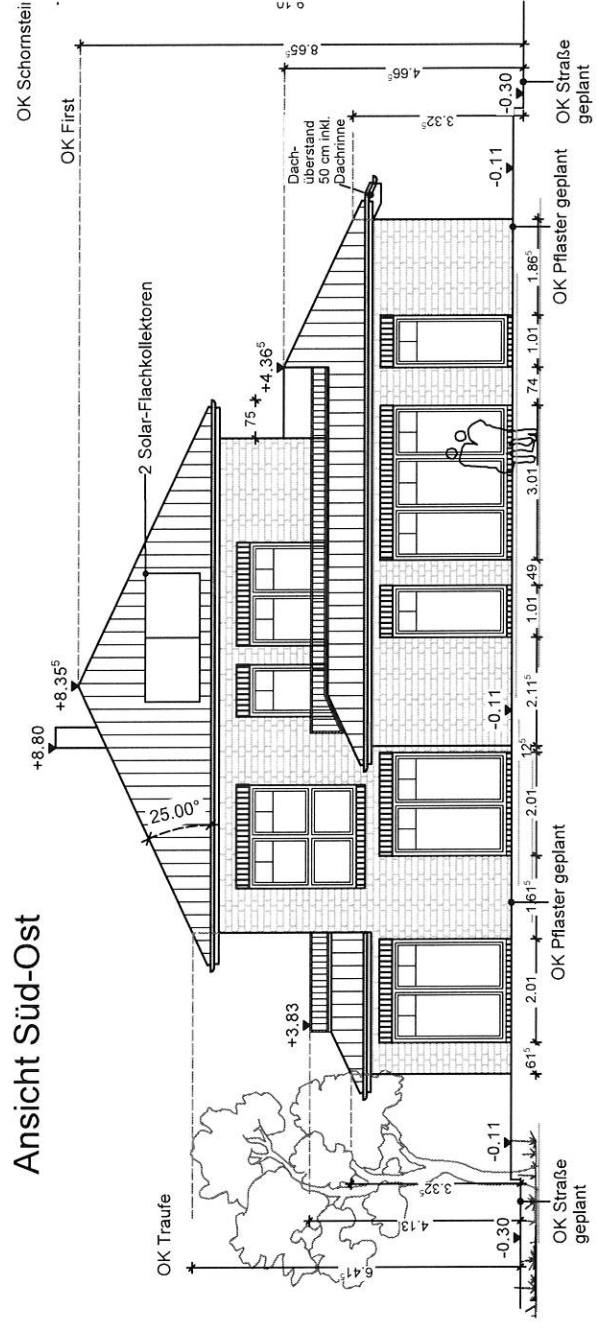 Ansicht Süd-Ost
OK Schornstein
9.10
OK First
8.65⁵
+8.80
+8.35⁵
2 Solar-Flachkollektoren
25.00°
75
+4.36⁵
4.66⁵
Dach-
überstand
50 cm inkl.
Dachrinne
3.32⁵
OK Traufe
+3.83
6.41⁵
4.13
3.32⁵
-0.30
-0.11
-0.11
-0.11
-0.30
OK Straße
geplant
61⁵
2.01
1.61⁵
2.01
12⁵
2.11⁵
1.01
49
3.01
74
1.01
1.86⁵
OK Pflaster geplant
OK Pflaster geplant
OK Straße
geplant